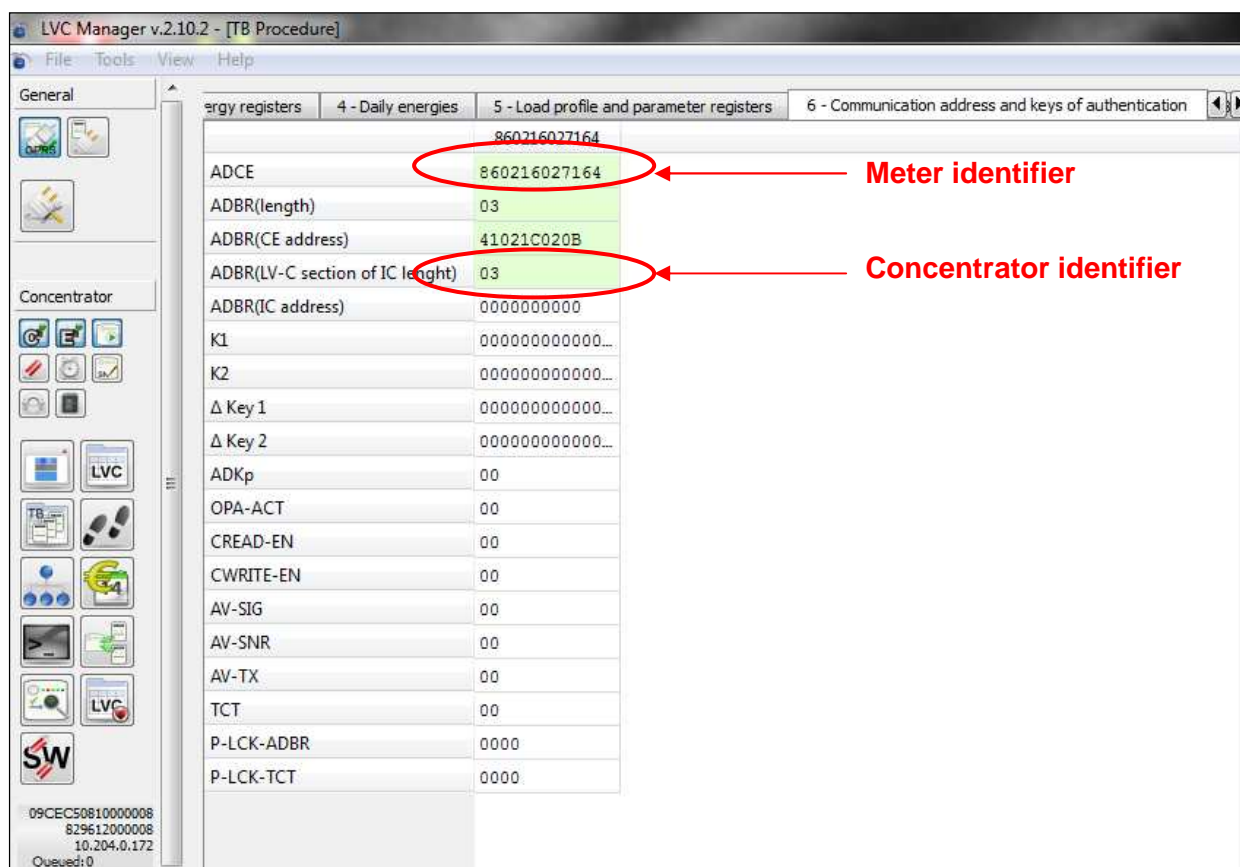 LVC Manager v.2.10.2 - [TB Procedure]
File Tools View Help
General
ergy registers
4 - Daily energies
5 - Load profile and parameter registers
6 - Communication address and keys of authentication
GPRS
860216027164
ADCE 860216027164
Meter identifier
ADBR(length) 03
ADBR(CE address) 41021C020B
ADBR(LV-C section of IC lenght) 03
Concentrator identifier
Concentrator
ADBR(IC address) 0000000000
K1 000000000000...
K2 000000000000...
Δ Key 1 000000000000...
Δ Key 2 000000000000...
LVC
ADKp 00
TB
OPA-ACT 00
CREAD-EN 00
CWRITE-EN 00
AV-SIG 00
AV-SNR 00
AV-TX 00
LVC
TCT 00
P-LCK-ADBR 0000
SW
P-LCK-TCT 0000
09CEC50810000008
829612000008
10.204.0.172
Queued:0